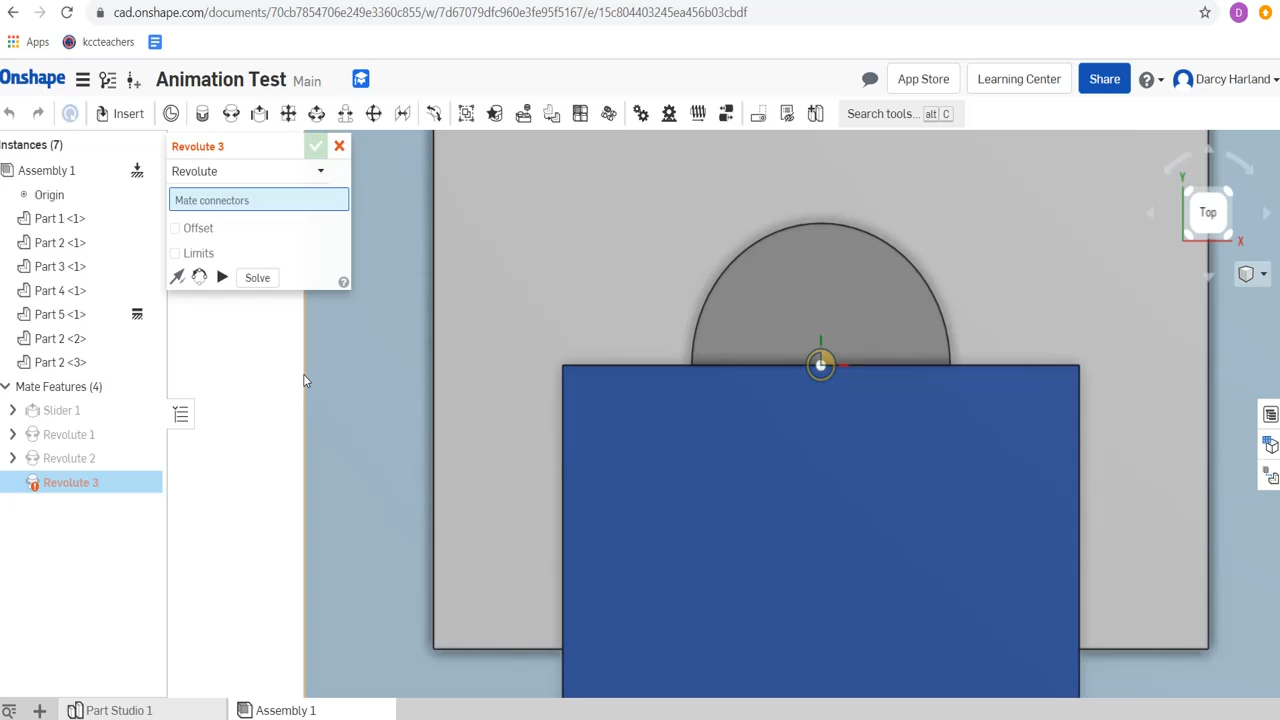 cad.onshape.com/documents/70cb7854706e249e3360c855/w/7d67079dfc960e3fe95f5167/e/15c804403245ea456b03cbdf
D
Apps kccteachers
Onshape Animation Test Main App Store Learning Center Share Darcy Harland
Insert Search tools... alt C
Instances (7)
Assembly 1
Origin
Part 1 <1>
Part 2 <1>
Part 3 <1>
Part 4 <1>
Part 5 <1>
Part 2 <2>
Part 2 <3>
Mate Features (4)
Slider 1
Revolute 1
Revolute 2
Revolute 3
Revolute 3
Revolute
Mate connectors
Offset
Limits
Solve
Y
Top
X
Part Studio 1 Assembly 1